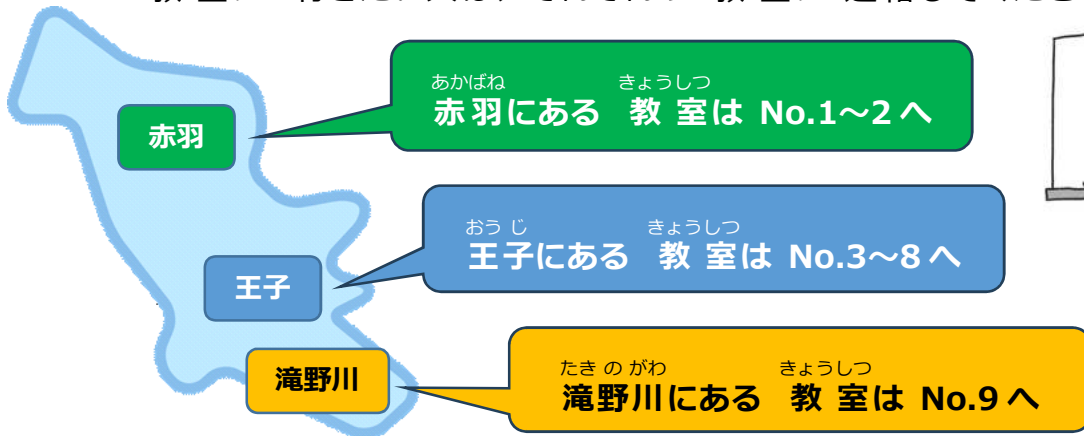 赤羽
あかばね きょうしつ
赤羽にある 教室は No.1～2へ
王子
おうじ きょうしつ
王子にある 教室は No.3～8へ
滝野川
たきのがわ きょうしつ
滝野川にある 教室は No.9へ